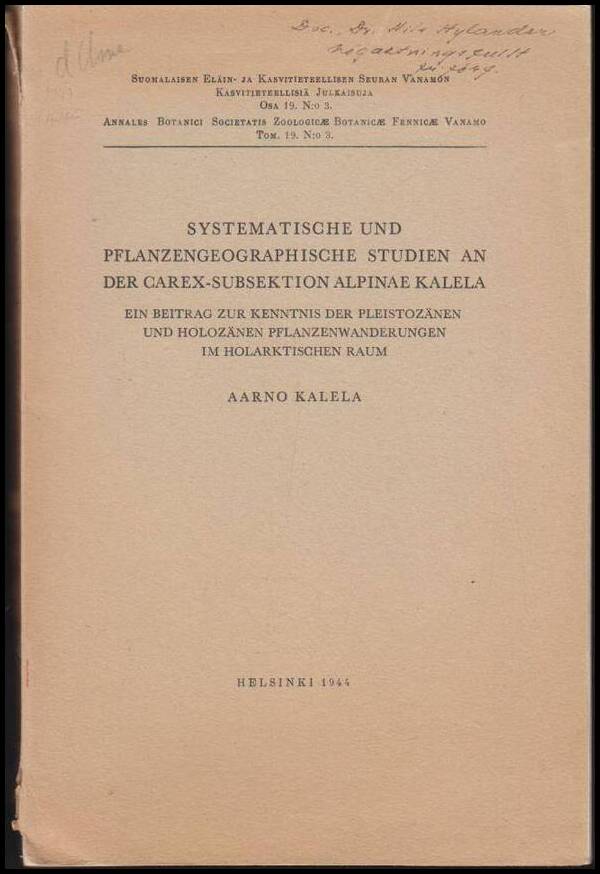 Doc. Dr. Nils Hylander
högaktningsfullt
SUOMALAISEN ELÄIN- JA KASVITIETEELLISEN SEURAN VANAMON
KASVITIETEELLISIÄ JULKAISUJA
OSA 19. N:o 3.
ANNALES BOTANICI SOCIETATIS ZOOLOGICÆ BOTANICÆ FENNICÆ VANAMO
TOM. 19. N:o 3.
SYSTEMATISCHE UND
PFLANZENGEOGRAPHISCHE STUDIEN AN
DER CAREX-SUBSEKTION ALPINAE KALELA
EIN BEITRAG ZUR KENNTNIS DER PLEISTOZÄNEN
UND HOLOZÄNEN PFLANZENWANDERUNGEN
IM HOLARKTISCHEN RAUM
AARNO KALELA
HELSINKI 1944